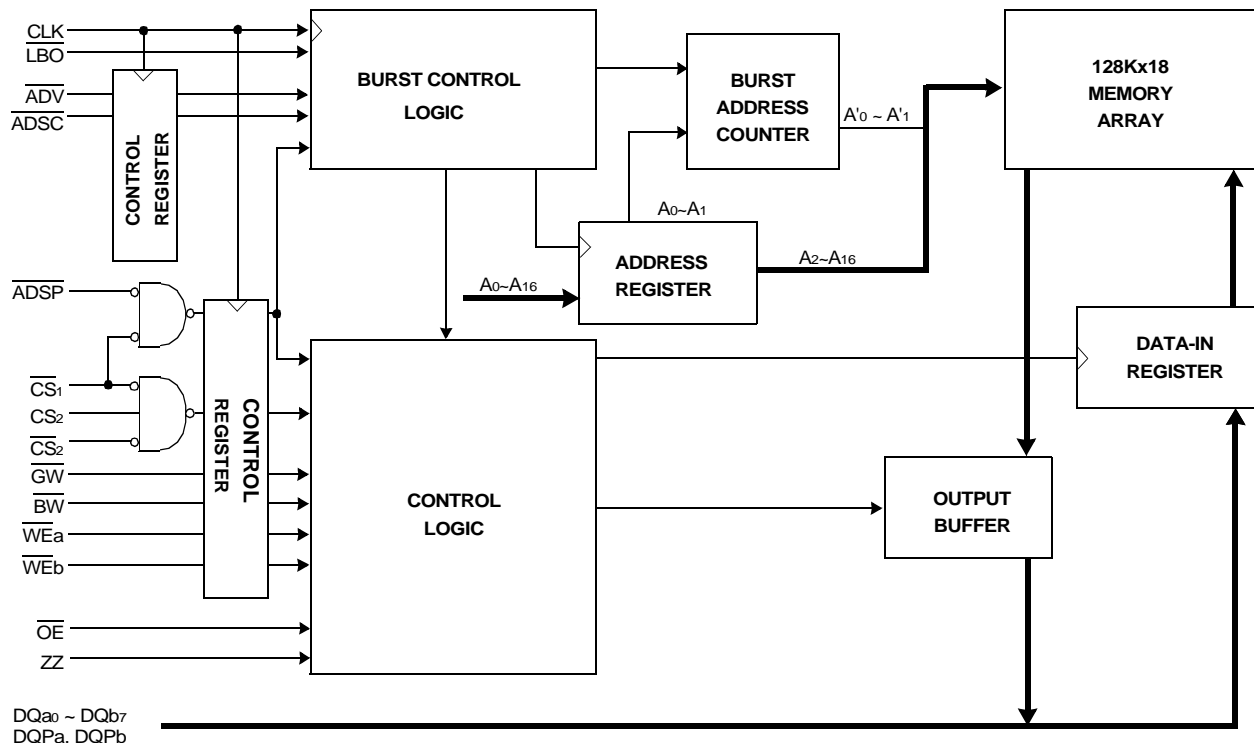 CLK
LBO
ADV
ADSC
CONTROL
REGISTER
BURST CONTROL
LOGIC
BURST
ADDRESS
COUNTER
A'0 ~ A'1
128Kx18
MEMORY
ARRAY
A0~A1
ADDRESS
REGISTER
A0~A16
A2~A16
ADSP
CS1
CS2
CS2
GW
BW
WEa
WEb
CONTROL
REGISTER
CONTROL
LOGIC
DATA-IN
REGISTER
OUTPUT
BUFFER
OE
ZZ
DQa0 ~ DQb7
DQPa, DQPb